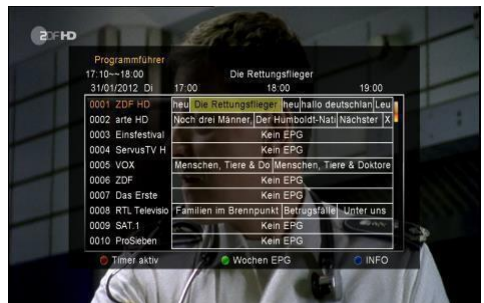 ZDF HD
Programmführer
17:10~~18:00 Die Rettungsflieger
31/01/2012 Di 17:00 18:00 19:00
0001 ZDF HD heu Die Rettungsflieger heu hallo deutschlan Leu
0002 arte HD Noch drei Männer, Der Humboldt-Nati Nächster X
0003 Einsfestival Kein EPG
0004 ServusTV H Kein EPG
0005 VOX Menschen, Tiere & Do Menschen, Tiere & Doktore
0006 ZDF Kein EPG
0007 Das Erste Kein EPG
0008 RTL Televisio Familien im Brennpunkt Betrugsfälle Unter uns
0009 SAT.1 Kein EPG
0010 ProSieben Kein EPG
Timer aktiv Wochen EPG INFO